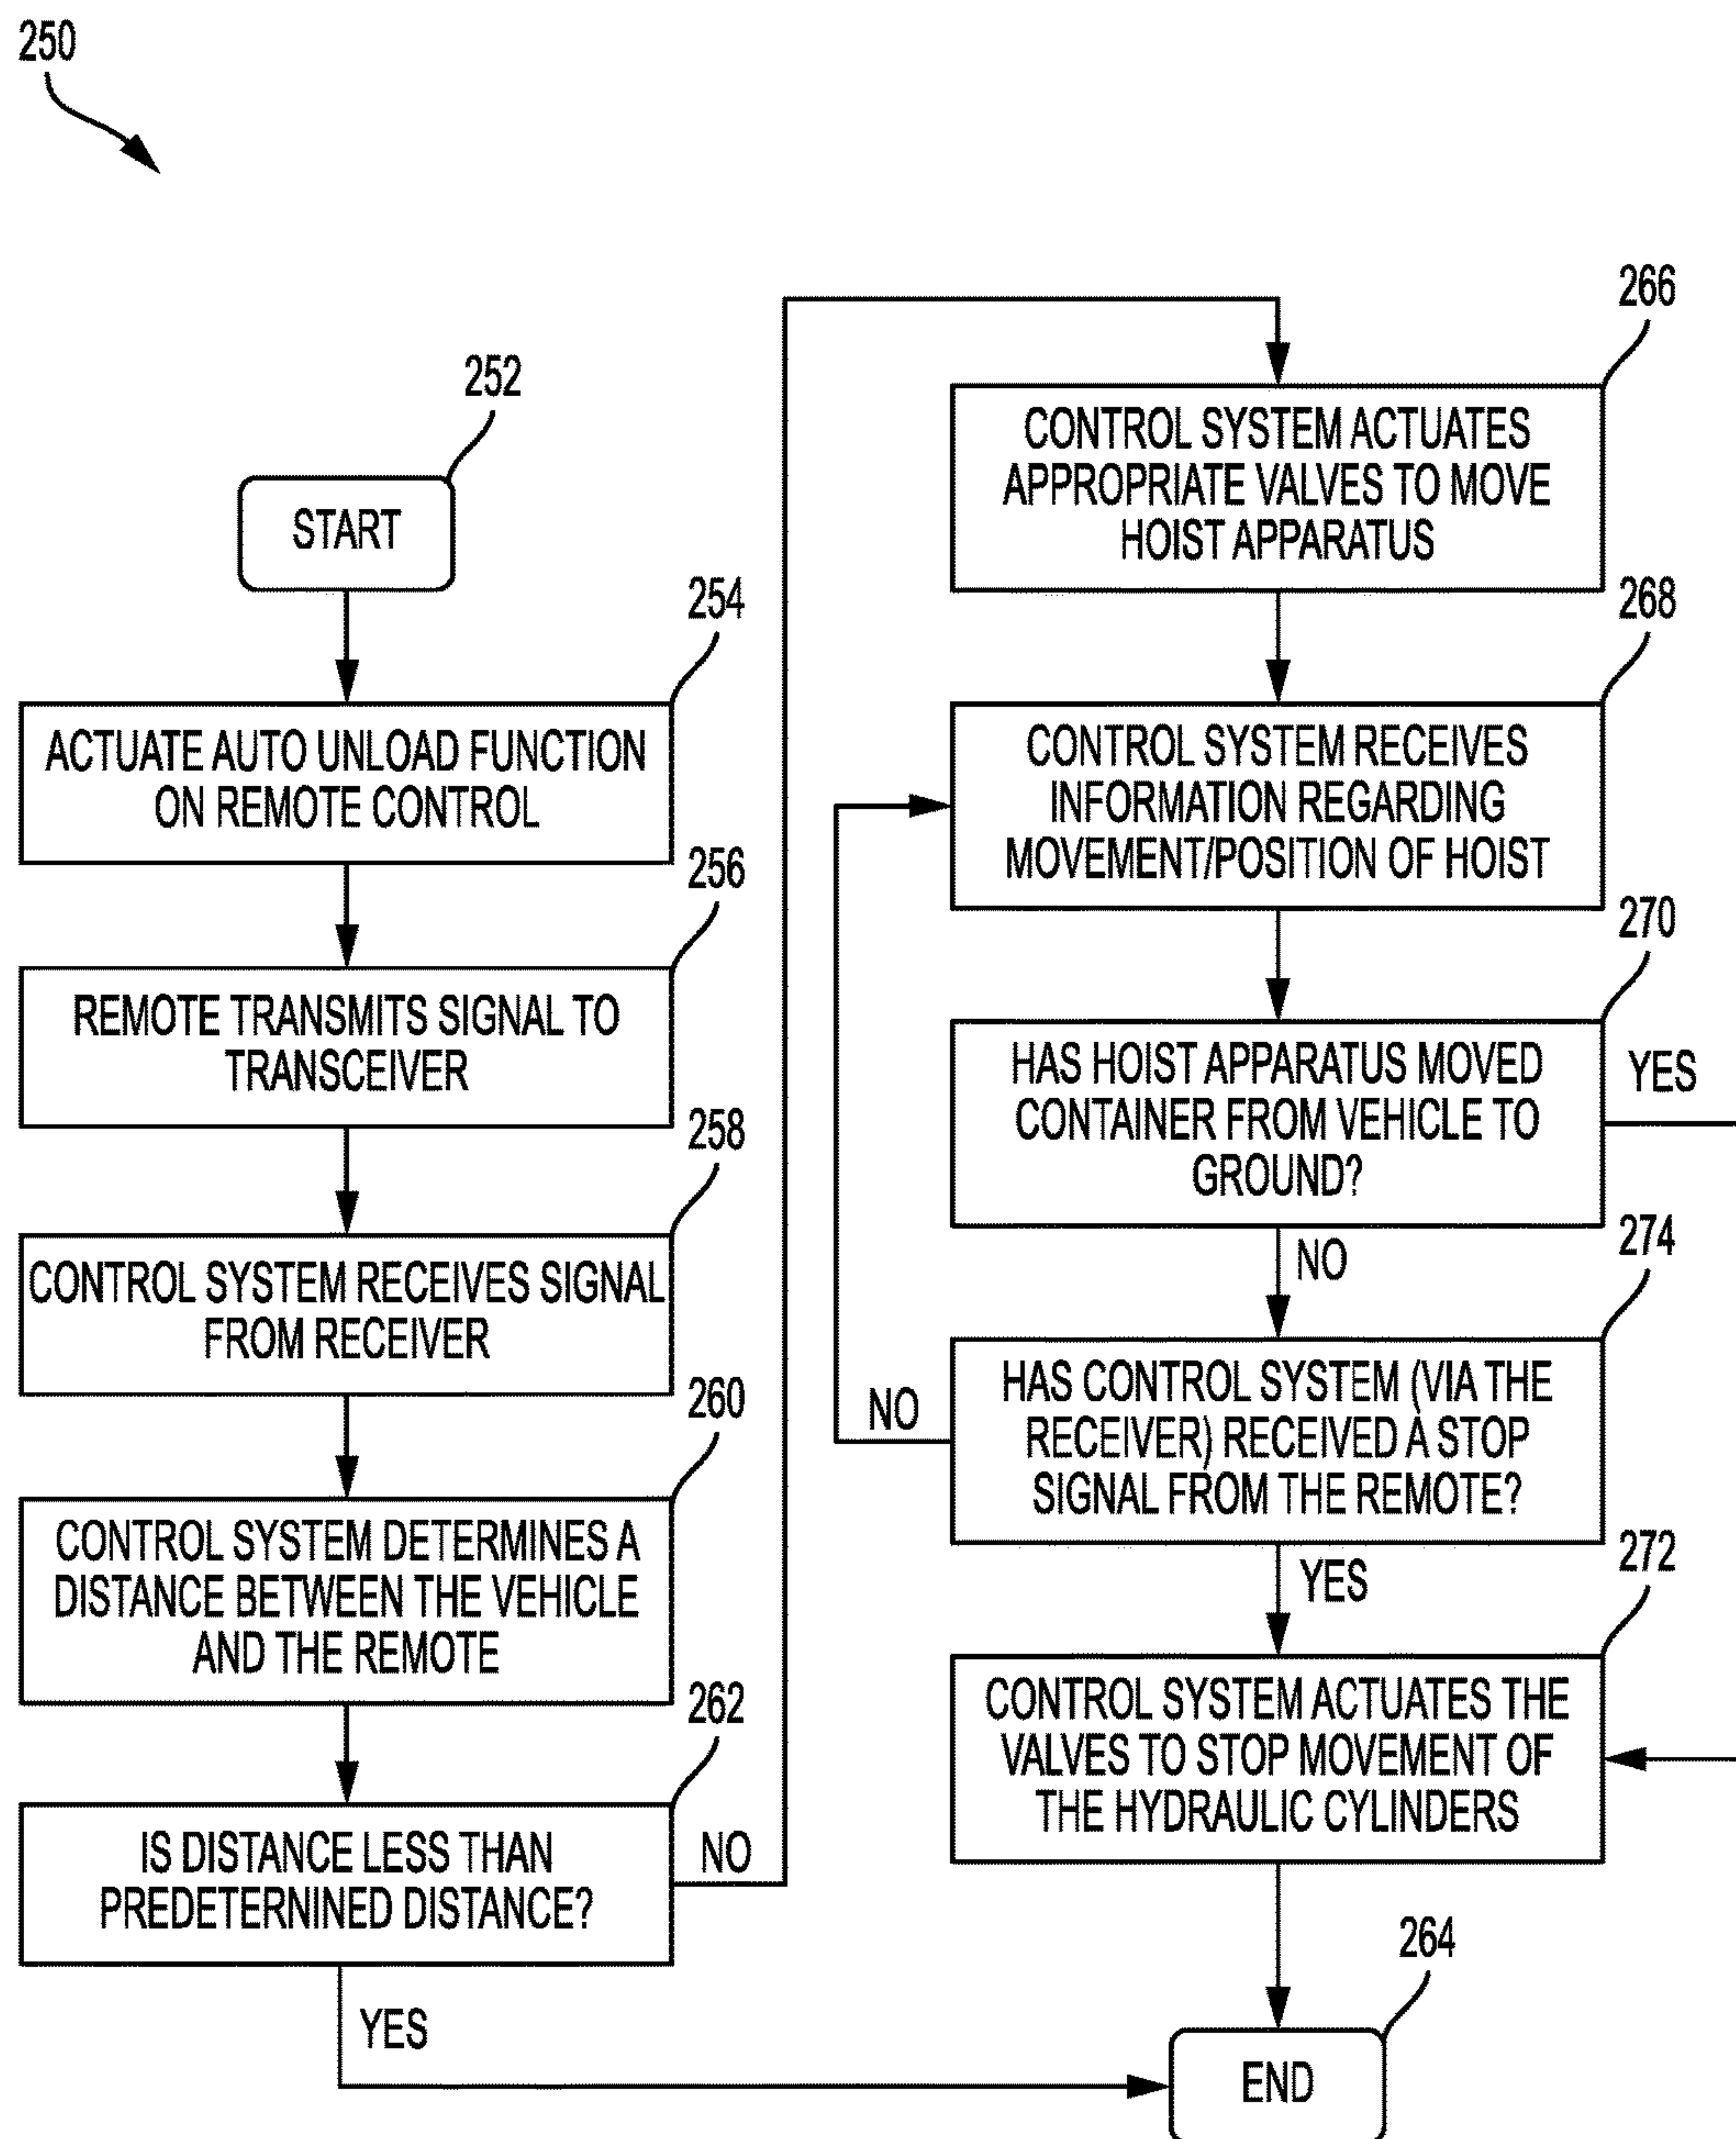 250
252
START
254
ACTUATE AUTO UNLOAD FUNCTION
ON REMOTE CONTROL
256
REMOTE TRANSMITS SIGNAL TO
TRANSCEIVER
258
CONTROL SYSTEM RECEIVES SIGNAL
FROM RECEIVER
260
CONTROL SYSTEM DETERMINES A
DISTANCE BETWEEN THE VEHICLE
AND THE REMOTE
262
IS DISTANCE LESS THAN
PREDETERNINED DISTANCE?
NO
YES
266
CONTROL SYSTEM ACTUATES
APPROPRIATE VALVES TO MOVE
HOIST APPARATUS
268
CONTROL SYSTEM RECEIVES
INFORMATION REGARDING
MOVEMENT/POSITION OF HOIST
270
HAS HOIST APPARATUS MOVED
CONTAINER FROM VEHICLE TO
GROUND?
YES
NO
274
HAS CONTROL SYSTEM (VIA THE
RECEIVER) RECEIVED A STOP
SIGNAL FROM THE REMOTE?
NO
YES
272
CONTROL SYSTEM ACTUATES THE
VALVES TO STOP MOVEMENT OF
THE HYDRAULIC CYLINDERS
264
END